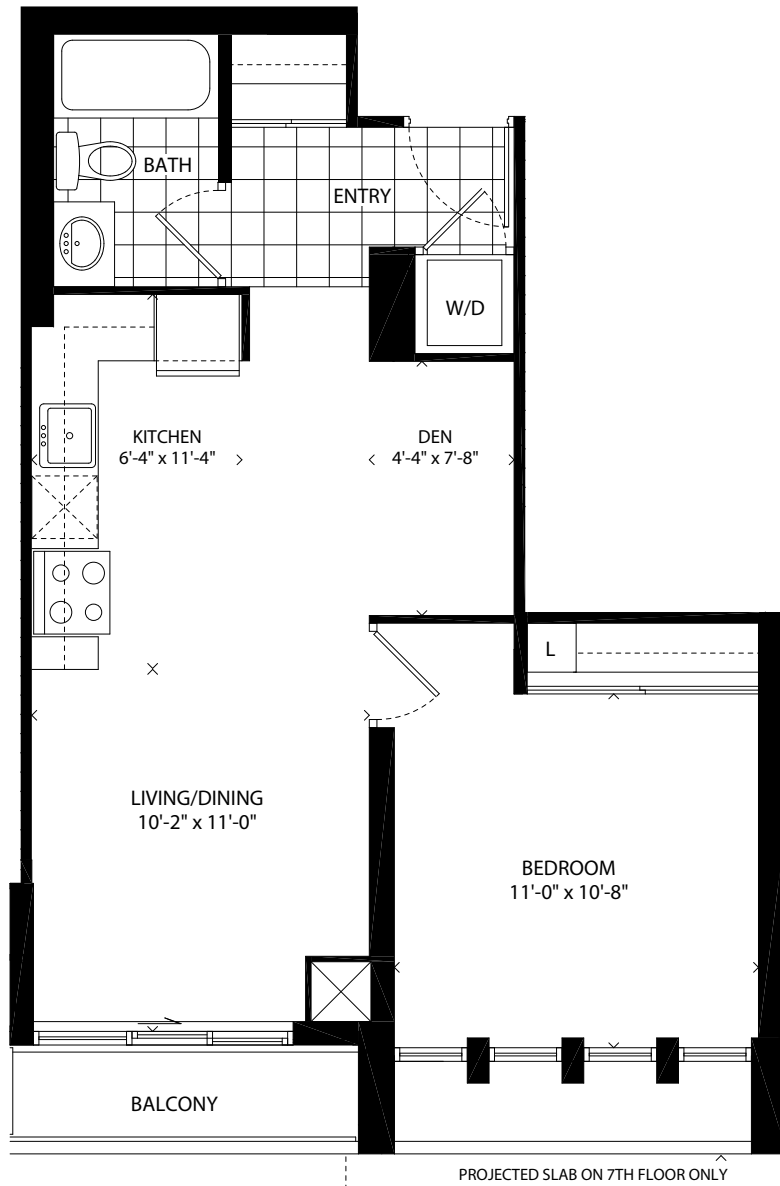 BATH
ENTRY
W/D
KITCHEN
6'-4" x 11'-4"
DEN
4'-4" x 7'-8"
L
LIVING/DINING
10'-2" x 11'-0"
BEDROOM
11'-0" x 10'-8"
BALCONY
PROJECTED SLAB ON 7TH FLOOR ONLY